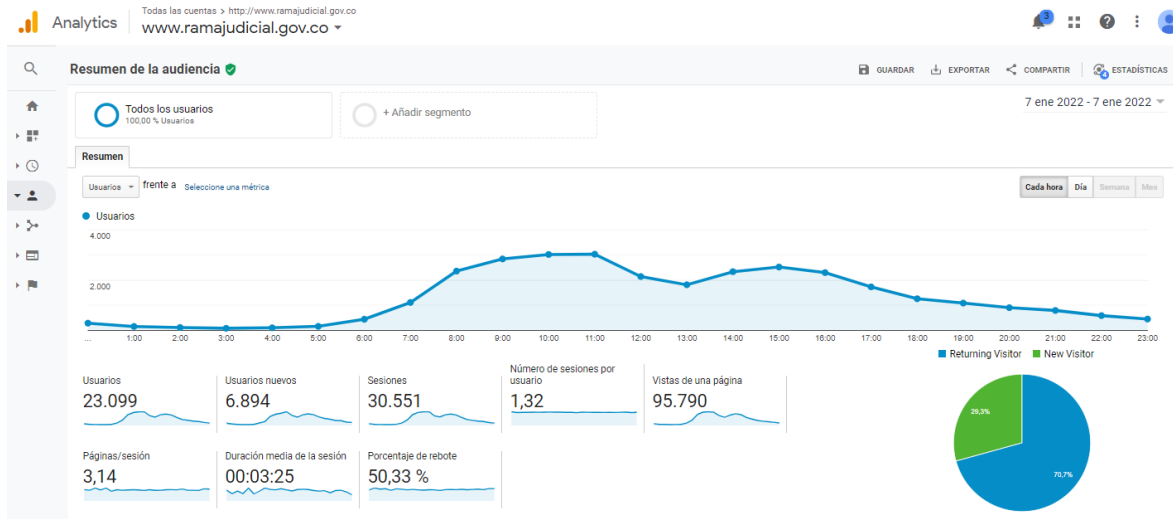 Analytics
Todas las cuentas > http://www.ramajudicial.gov.co
www.ramajudicial.gov.co
3
Resumen de la audiencia
GUARDAR
EXPORTAR
COMPARTIR
4
ESTADÍSTICAS
Todos los usuarios
100,00 % Usuarios
+ Añadir segmento
7 ene 2022 - 7 ene 2022
Resumen
Usuarios
frente a
Seleccione una métrica
Cada hora
Día
Semana
Mes
Usuarios
4.000
2.000
... 1:00 2:00 3:00 4:00 5:00 6:00 7:00 8:00 9:00 10:00 11:00 12:00 13:00 14:00 15:00 16:00 17:00 18:00 19:00 20:00 21:00 22:00 23:00
Returning Visitor
New Visitor
Usuarios
23.099
Usuarios nuevos
6.894
Sesiones
30.551
Número de sesiones por
usuario
1,32
Vistas de una página
95.790
Páginas/sesión
3,14
Duración media de la sesión
00:03:25
Porcentaje de rebote
50,33 %
29,3%
70,7%